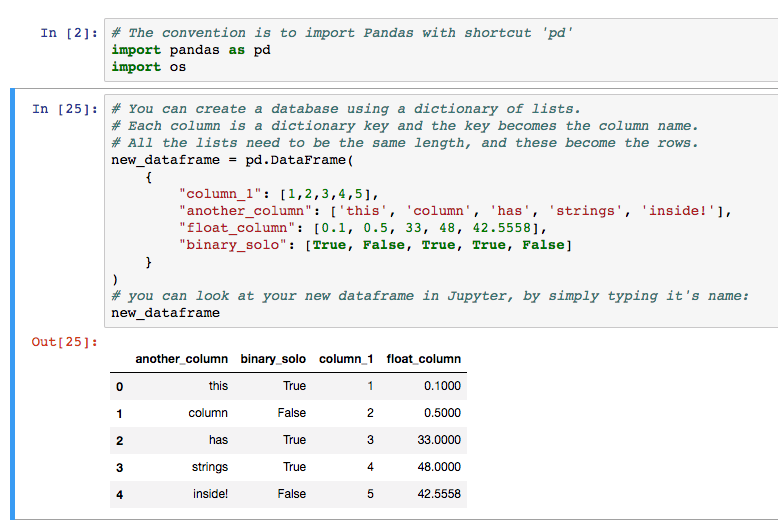 In [2]: # The convention is to import Pandas with shortcut 'pd'
import pandas as pd
import os
In [25]: # You can create a database using a dictionary of lists.
# Each column is a dictionary key and the key becomes the column name.
# All the lists need to be the same length, and these become the rows.
new_dataframe = pd.DataFrame(
{
"column_1": [1,2,3,4,5],
"another_column": ['this', 'column', 'has', 'strings', 'inside!'],
"float_column": [0.1, 0.5, 33, 48, 42.5558],
"binary_solo": [True, False, True, True, False]
}
)
# you can look at your new dataframe in Jupyter, by simply typing it's name:
new_dataframe
Out[25]:
another_column binary_solo column_1 float_column
0 this True 1 0.1000
1 column False 2 0.5000
2 has True 3 33.0000
3 strings True 4 48.0000
4 inside! False 5 42.5558